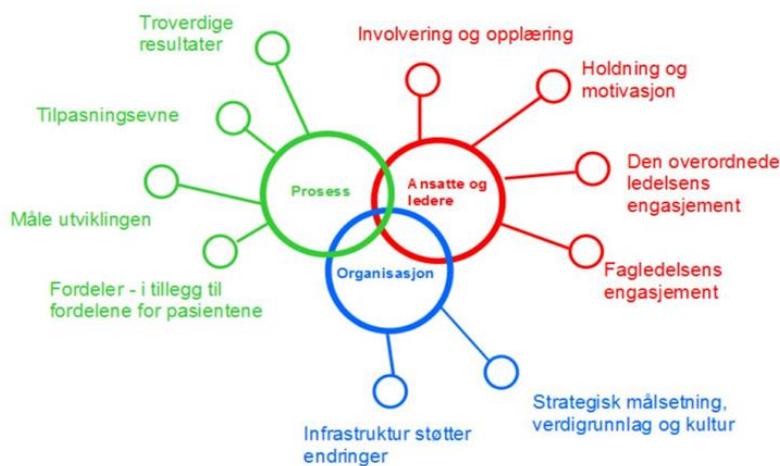 Troverdige
resultater
Tilpasningsevne
Måle utviklingen
Fordeler - i tillegg til
fordelene for pasientene
Prosess
Involvering og opplæring
Holdning og
motivasjon
Den overordnede
ledelsens
engasjement
Fagledelsens
engasjement
Ansatte og
ledere
Organisasjon
Infrastruktur støtter
endringer
Strategisk målsetning,
verdigrunnlag og kultur